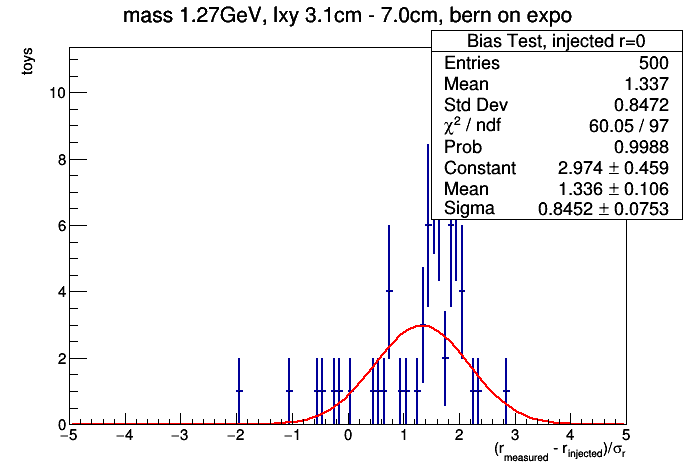 mass 1.27GeV, lxy 3.1cm - 7.0cm, bern on expo
Bias Test, injected r=0
Entries 500
Mean 1.337
Std Dev 0.8472
χ² / ndf 60.05 / 97
Prob 0.9988
Constant 2.974 ± 0.459
Mean 1.336 ± 0.106
Sigma 0.8452 ± 0.0753
toys
10
8
6
4
2
0
−5 −4 −3 −2 −1 0 1 2 3 4 5
(r_measured - r_injected)/σ_r